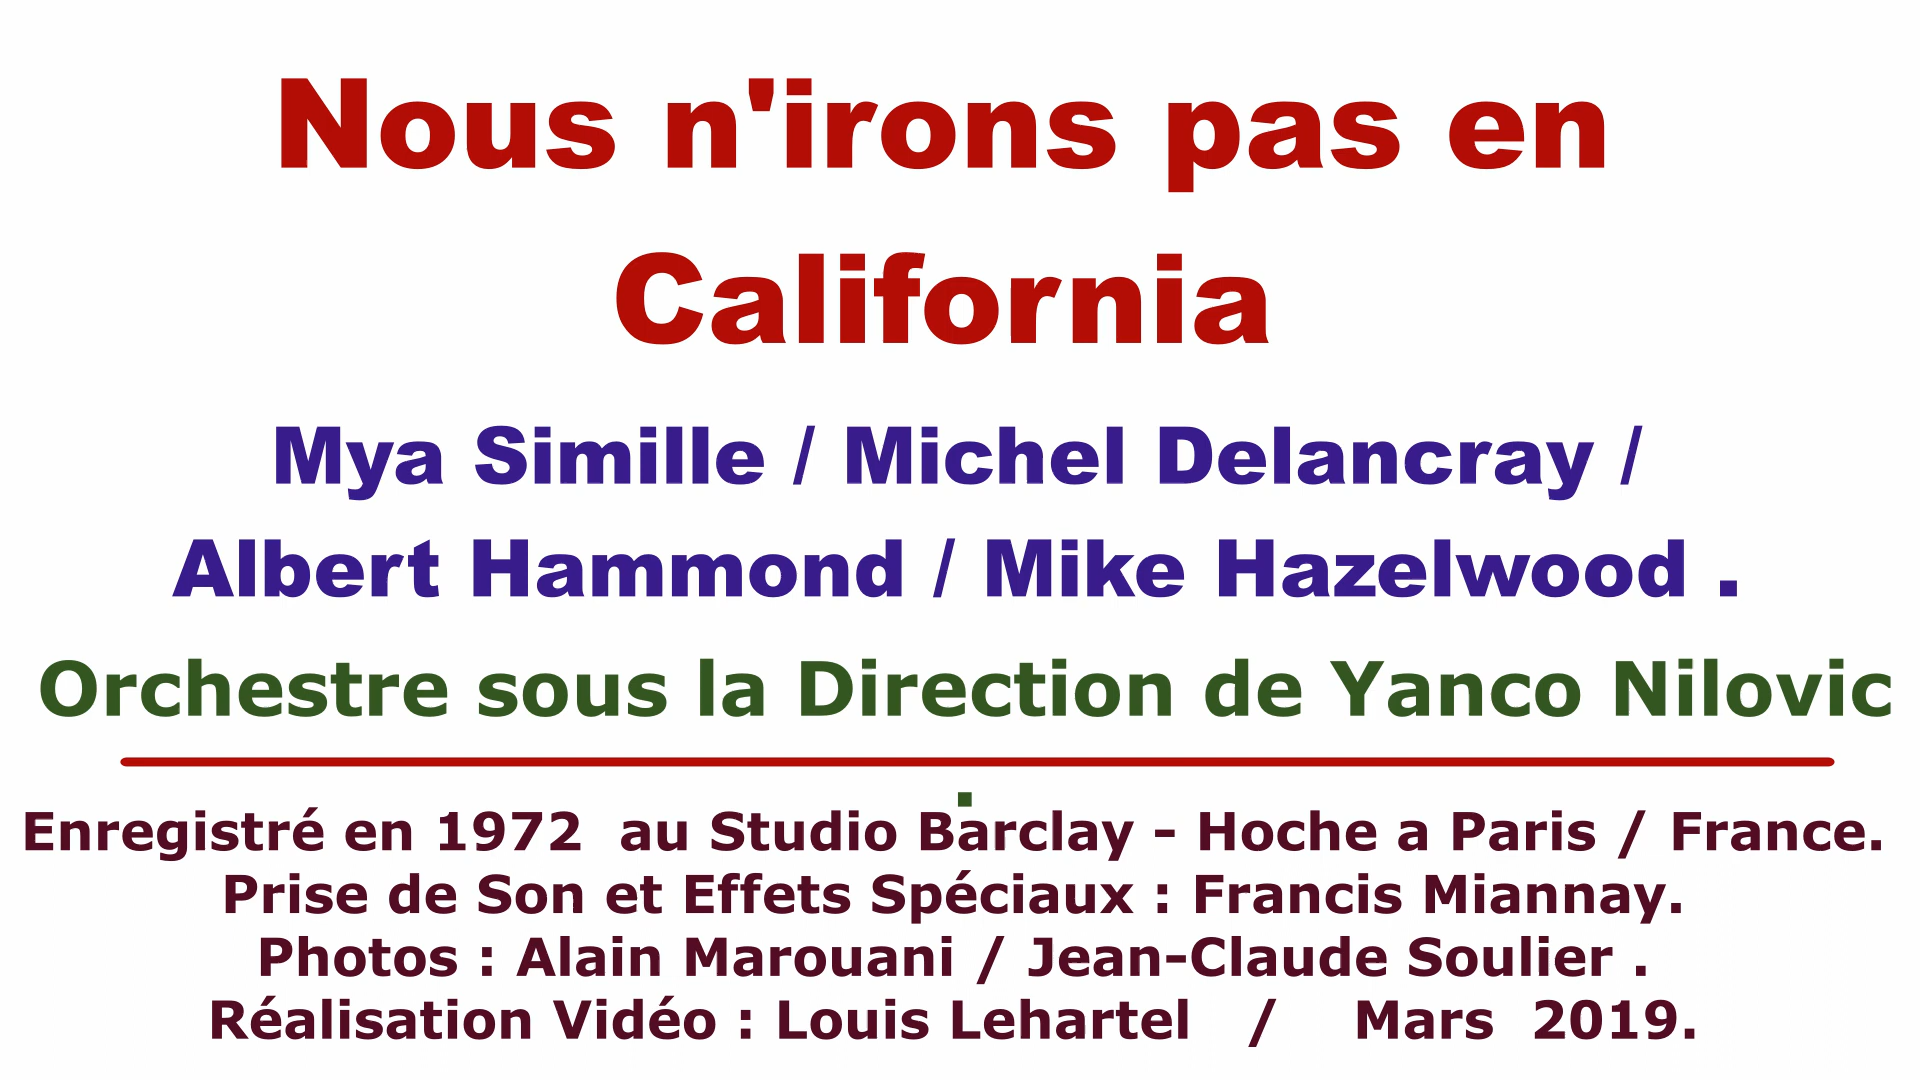 Nous n'irons pas en
California
Mya Simille / Michel Delancray /
Albert Hammond / Mike Hazelwood .
Orchestre sous la Direction de Yanco Nilovic
.
Enregistré en 1972  au Studio Barclay - Hoche a Paris / France.
Prise de Son et Effets Spéciaux : Francis Miannay.
Photos : Alain Marouani / Jean-Claude Soulier .
Réalisation Vidéo : Louis Lehartel   /    Mars  2019.